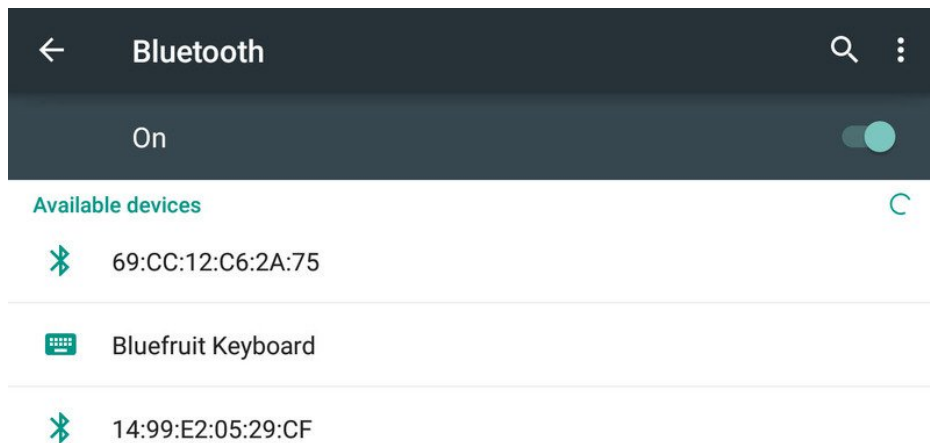 Bluetooth
On
Available devices
69:CC:12:C6:2A:75
Bluefruit Keyboard
14:99:E2:05:29:CF